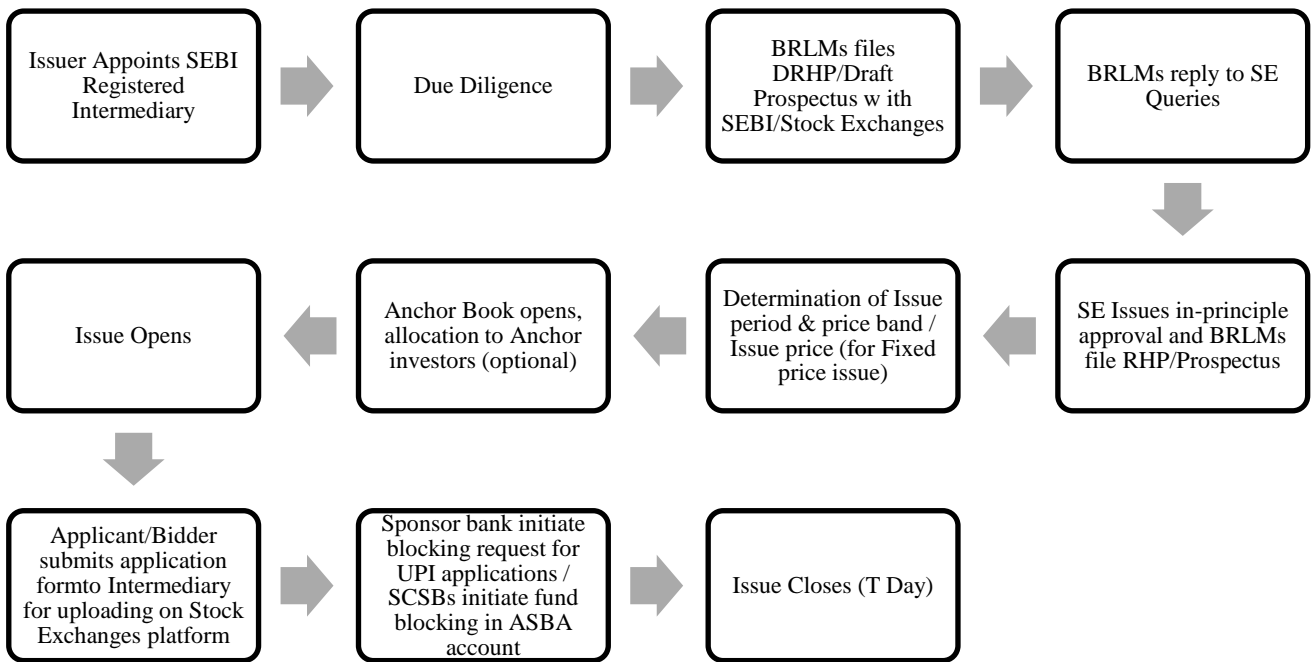 Issuer Appoints SEBI
Registered
Intermediary
Due Diligence
BRLMs files
DRHP/Draft
Prospectus w ith
SEBI/Stock Exchanges
BRLMs reply to SE
Queries
SE Issues in-principle
approval and BRLMs
file RHP/Prospectus
Determination of Issue
period & price band /
Issue price (for Fixed
price issue)
Anchor Book opens,
allocation to Anchor
investors (optional)
Issue Opens
Applicant/Bidder
submits application
formto Intermediary
for uploading on Stock
Exchanges platform
Sponsor bank initiate
blocking request for
UPI applications /
SCSBs initiate fund
blocking in ASBA
account
Issue Closes (T Day)